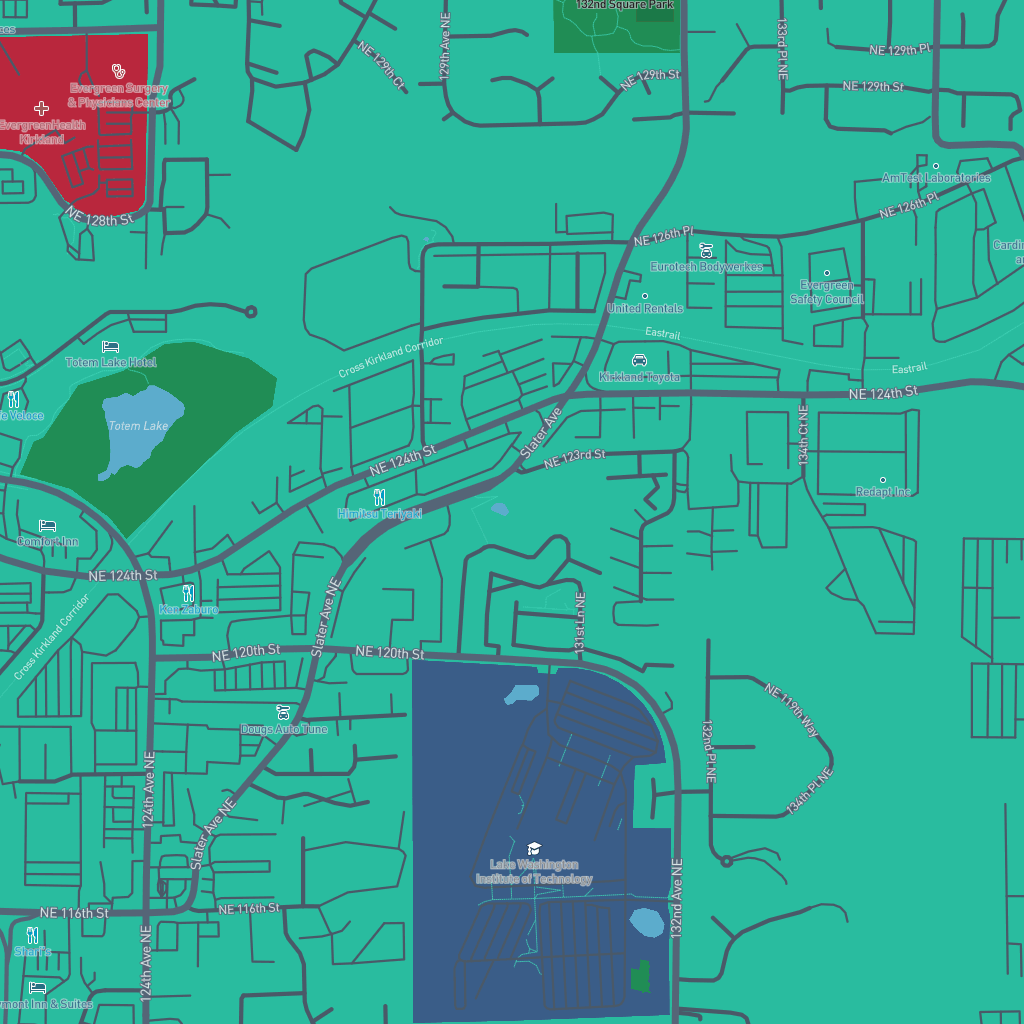 132nd Square Park
NE 129th Ct
129th Ave NE
NE 129th St
133rd Pl NE
NE 129th Pl
NE 129th St
Evergreen Surgery
& Physicians Center
EvergreenHealth
Kirkland
NE 128th St
AmTest Laboratories
NE 126th Pl
NE 126th Pl
Eurotech Bodywerkes
Evergreen
Safety Council
United Rentals
Eastrail
Eastrail
Cross Kirkland Corridor
Totem Lake Hotel
Kirkland Toyota
NE 124th St
Totem Lake
Slater Ave
134th Ct NE
NE 124th St
NE 123rd St
Redapt Inc
Himitsu Teriyaki
Comfort Inn
NE 124th St
Ken Zaburo
Cross Kirkland Corridor
Slater Ave NE
131st Ln NE
NE 120th St
NE 120th St
NE 119th Way
Dougs Auto Tune
132nd Pl NE
124th Ave NE
134th Pl NE
Slater Ave NE
Lake Washington
Institute of Technology
132nd Ave NE
NE 116th St
NE 116th St
Shari's
124th Ave NE
mont Inn & Suites